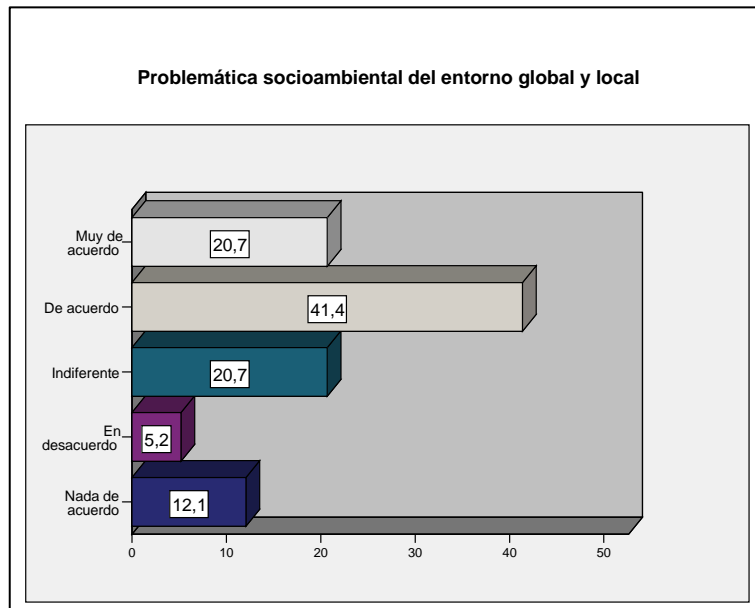 Problemática socioambiental del entorno global y local
Muy de
acuerdo
20,7
De acuerdo
41,4
Indiferente
20,7
En
desacuerdo
5,2
Nada de
acuerdo
12,1
0 10 20 30 40 50